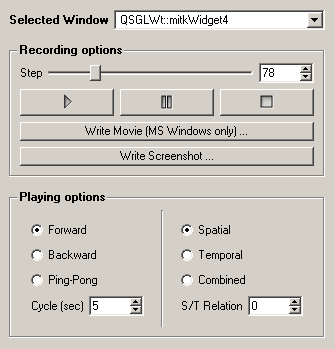 Selected Window QSGLWt::mitkWidget4
Recording options
Step 78
Write Movie (MS Windows only) ...
Write Screenshot ...
Playing options
Forward Spatial
Backward Temporal
Ping-Pong Combined
Cycle (sec) 5 S/T Relation 0